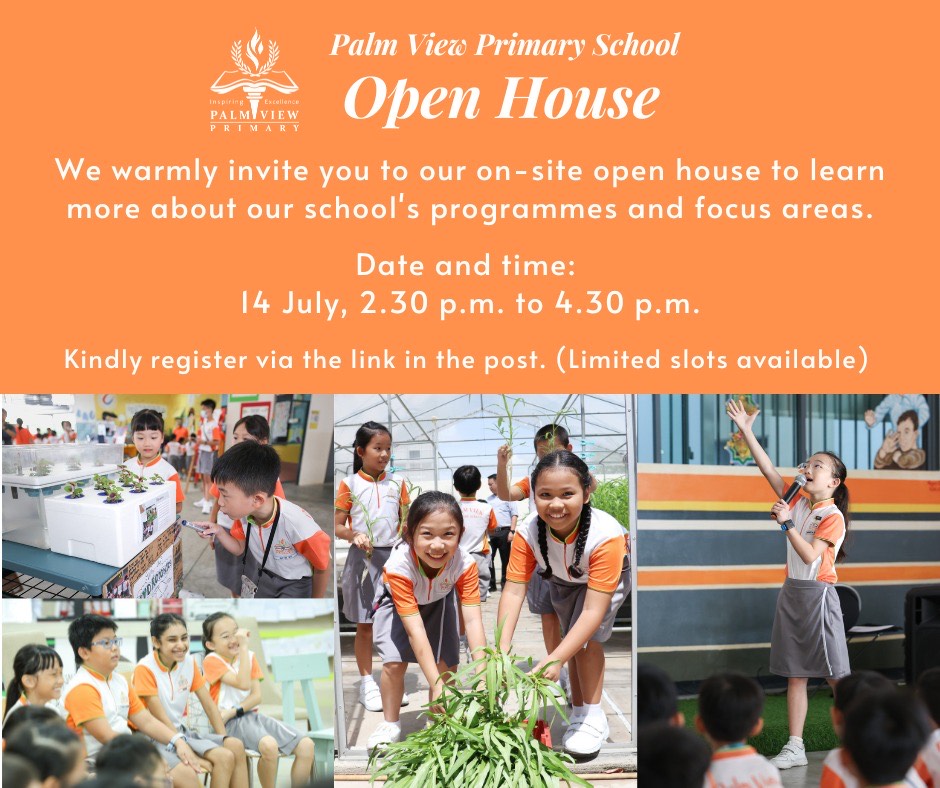 Palm View Primary School
Open House
Inspiring Excellence
PALM VIEW
PRIMARY
We warmly invite you to our on-site open house to learn
more about our school's programmes and focus areas.
Date and time:
14 July, 2.30 p.m. to 4.30 p.m.
Kindly register via the link in the post. (Limited slots available)